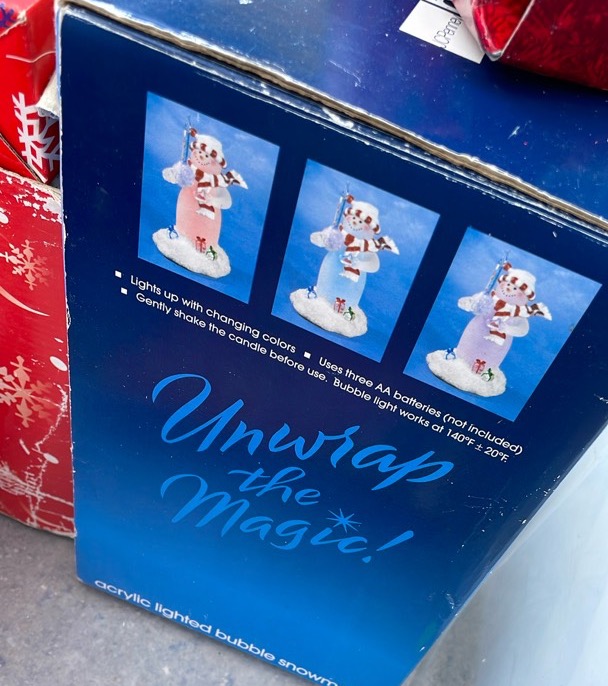 JCPenney
▪ Lights up with changing colors ▪ Uses three AA batteries (not included)
▪ Gently shake the candle before use. Bubble light works at 140°F ± 20°F.
Unwrap
the
Magic!
acrylic lighted bubble snowm